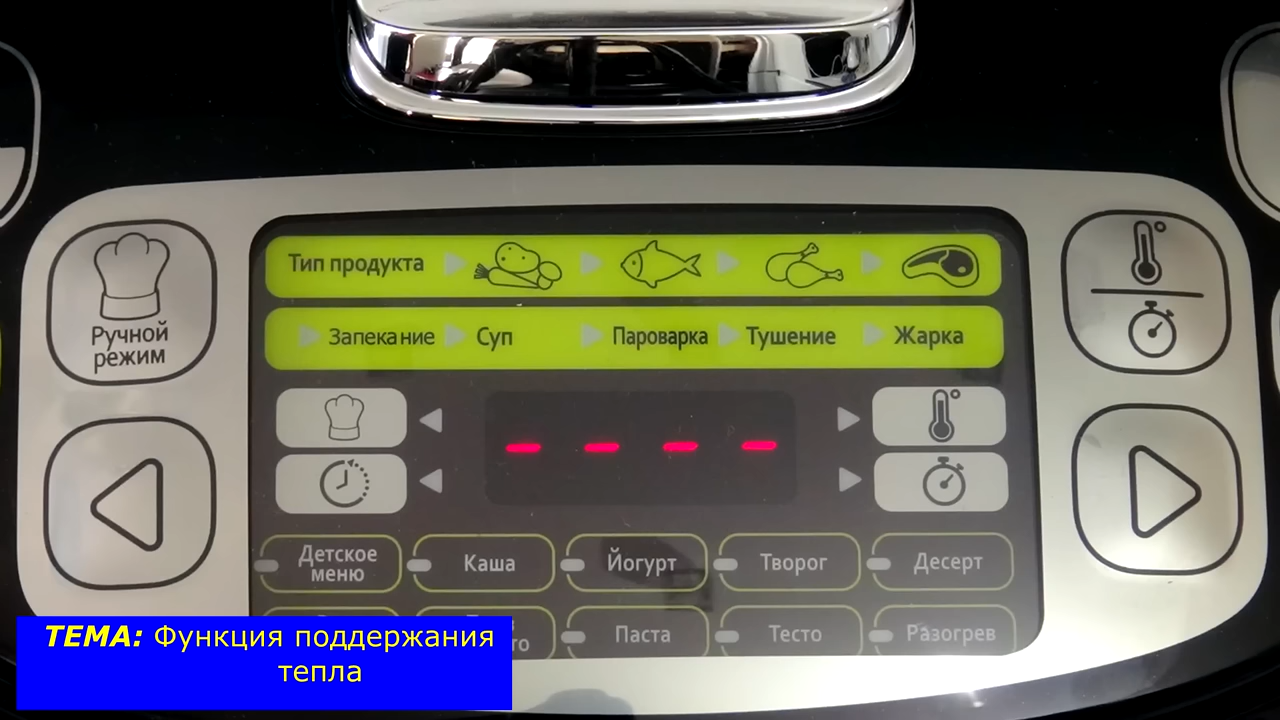 Тип продукта
Запекание Суп Пароварка Тушение Жарка
Ручной
режим
Детское
меню
Каша
Йогурт
Творог
Десерт
Паста
Тесто
Разогрев
ТЕМА: Функция поддержания
тепла